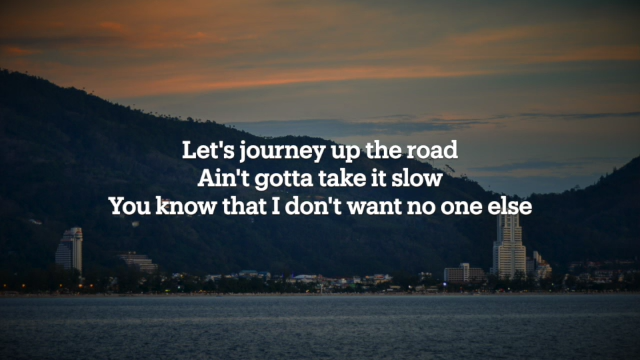 Let's journey up the road
Ain't gotta take it slow
You know that I don't want no one else